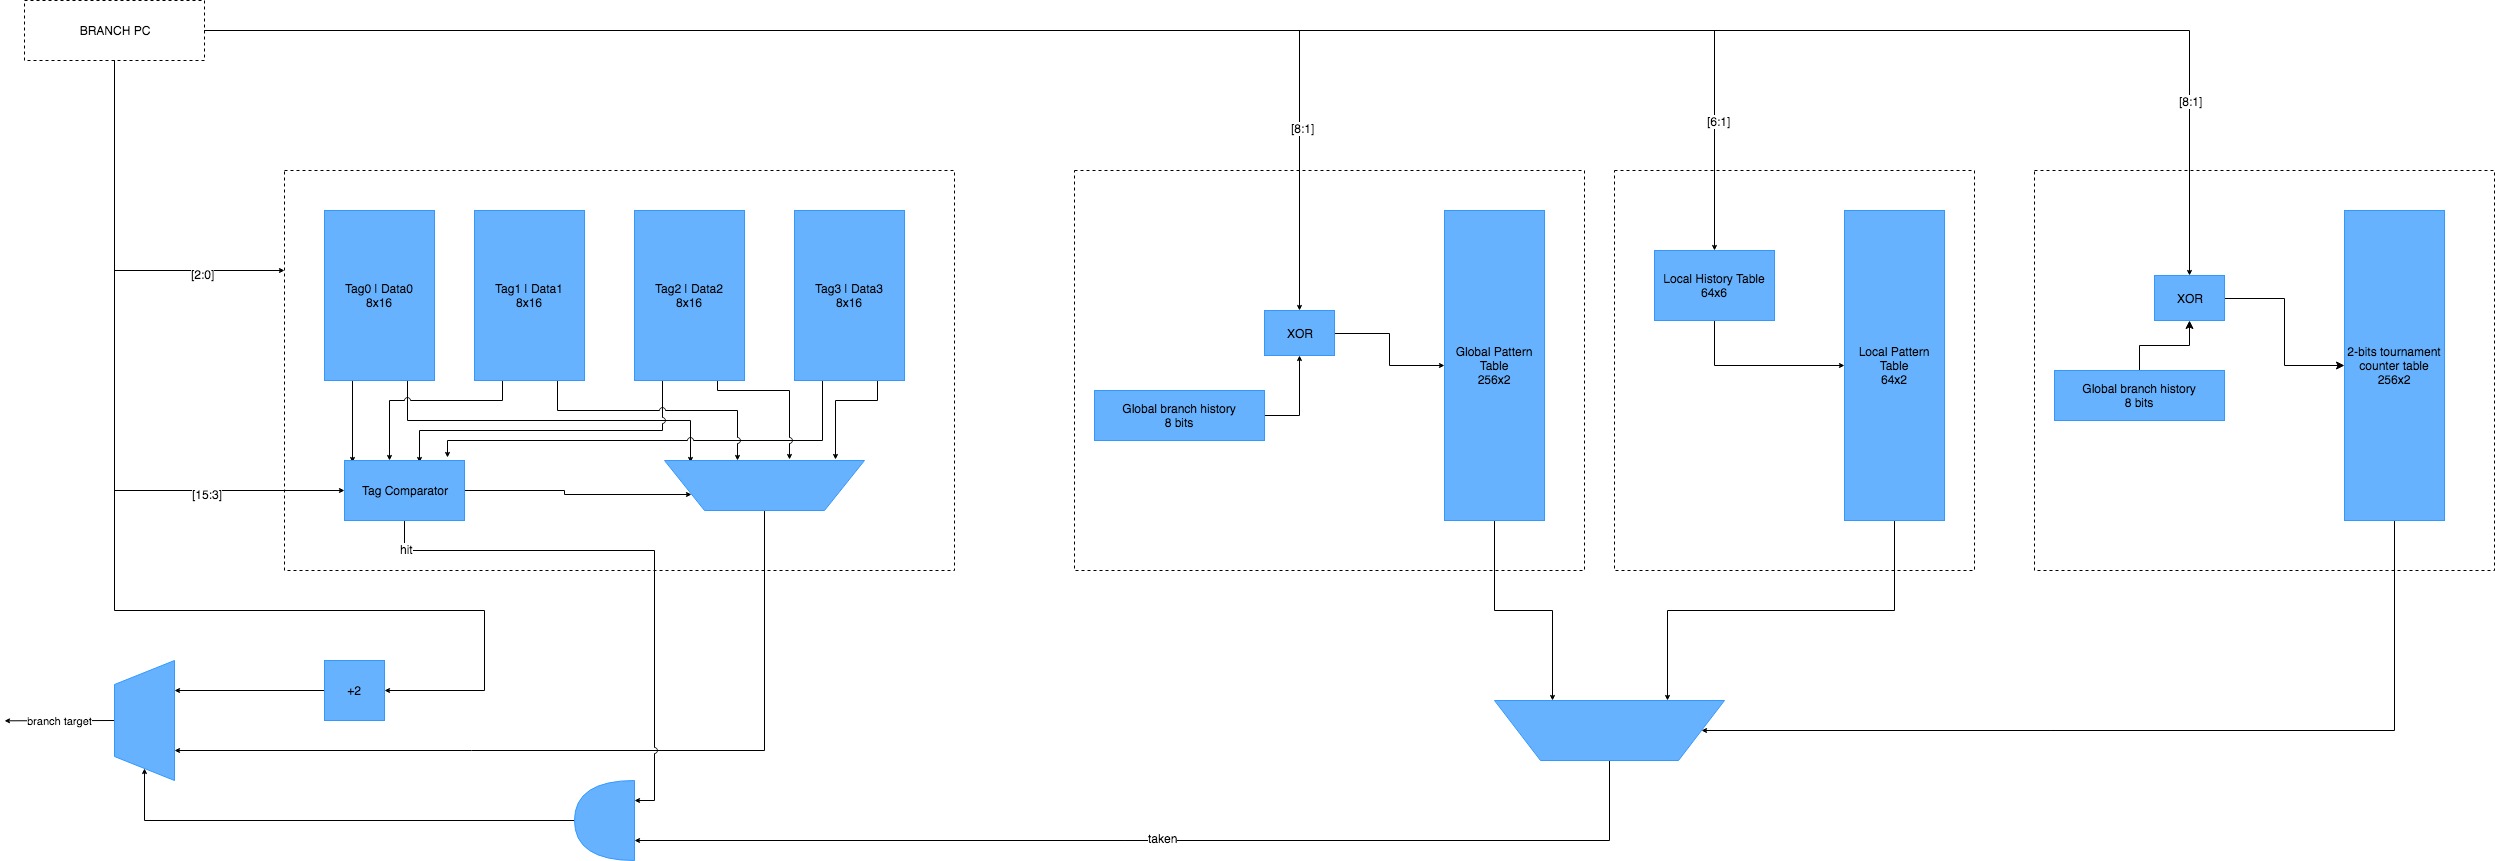 BRANCH PC
[8:1]
[6:1]
[8:1]
[2:0]
Tag0 | Data0
8x16
Tag1 | Data1
8x16
Tag2 | Data2
8x16
Tag3 | Data3
8x16
[15:3]
Tag Comparator
hit
XOR
Global branch history
8 bits
Global Pattern
Table
256x2
Local History Table
64x6
Local Pattern
Table
64x2
XOR
Global branch history
8 bits
2-bits tournament
counter table
256x2
+2
branch target
taken